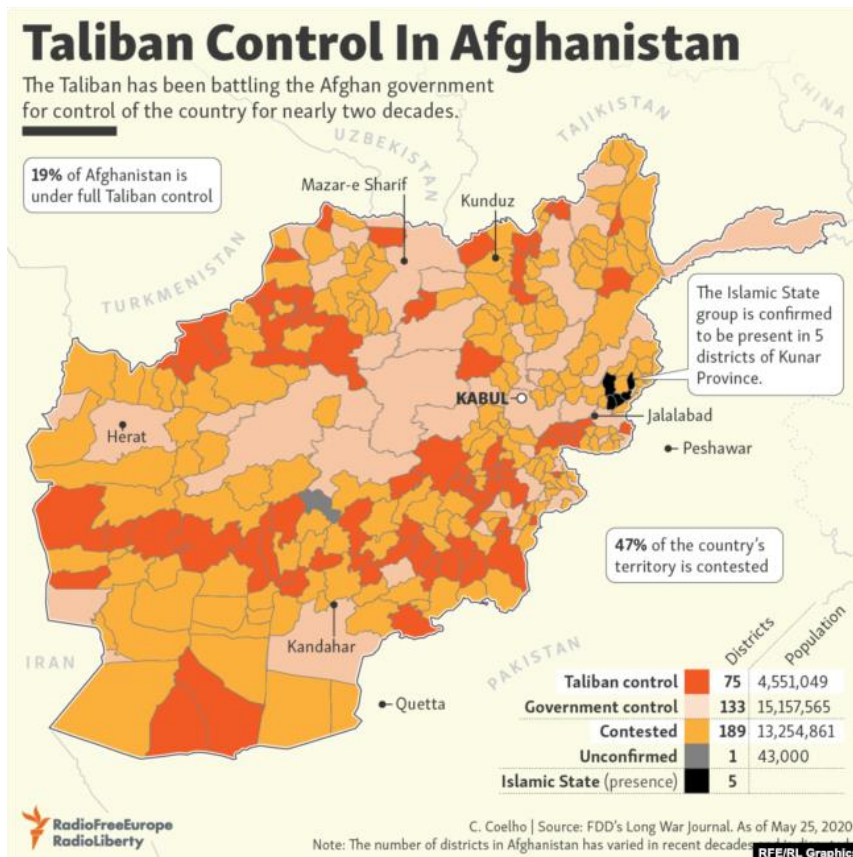 Taliban Control In Afghanistan
The Taliban has been battling the Afghan government
for control of the country for nearly two decades.
19% of Afghanistan is
under full Taliban control
UZBEKISTAN
TAJIKISTAN
CHINA
Mazar-e Sharif
Kunduz
TURKMENISTAN
The Islamic State
group is confirmed
to be present in 5
districts of Kunar
Province.
KABUL
Jalalabad
Herat
Peshawar
47% of the country's
territory is contested
Kandahar
IRAN
PAKISTAN
Quetta
Districts Population
Taliban control 75 4,551,049
Government control 133 15,157,565
Contested 189 13,254,861
Unconfirmed 1 43,000
Islamic State (presence) 5
RadioFreeEurope
RadioLiberty
C. Coelho | Source: FDD's Long War Journal. As of May 25, 2020
Note: The number of districts in Afghanistan has varied in recent decades
RFE/RL Graphics